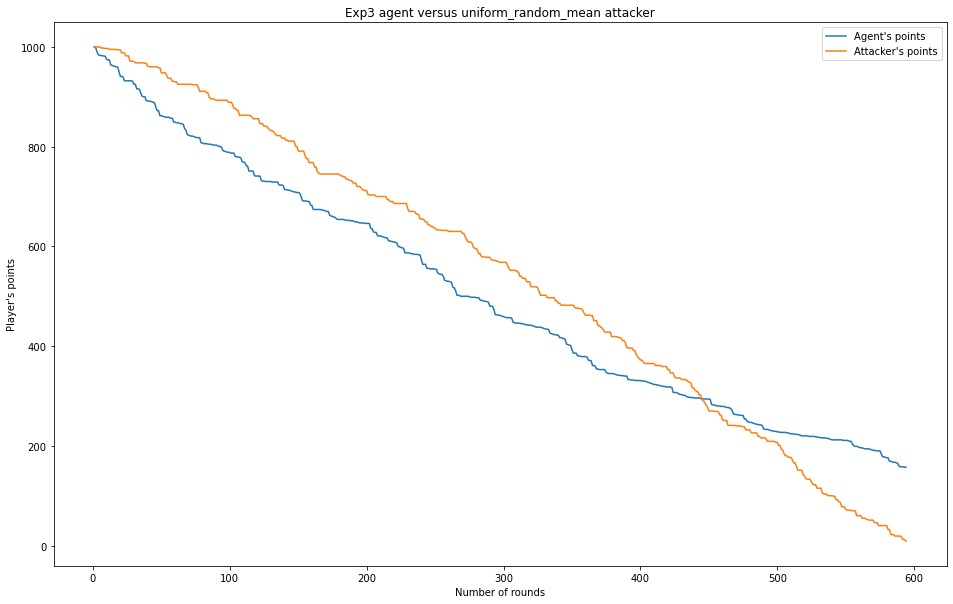 Exp3 agent versus uniform_random_mean attacker
Agent's points
Attacker's points
1000
800
600
400
200
0
Player's points
0 100 200 300 400 500 600
Number of rounds